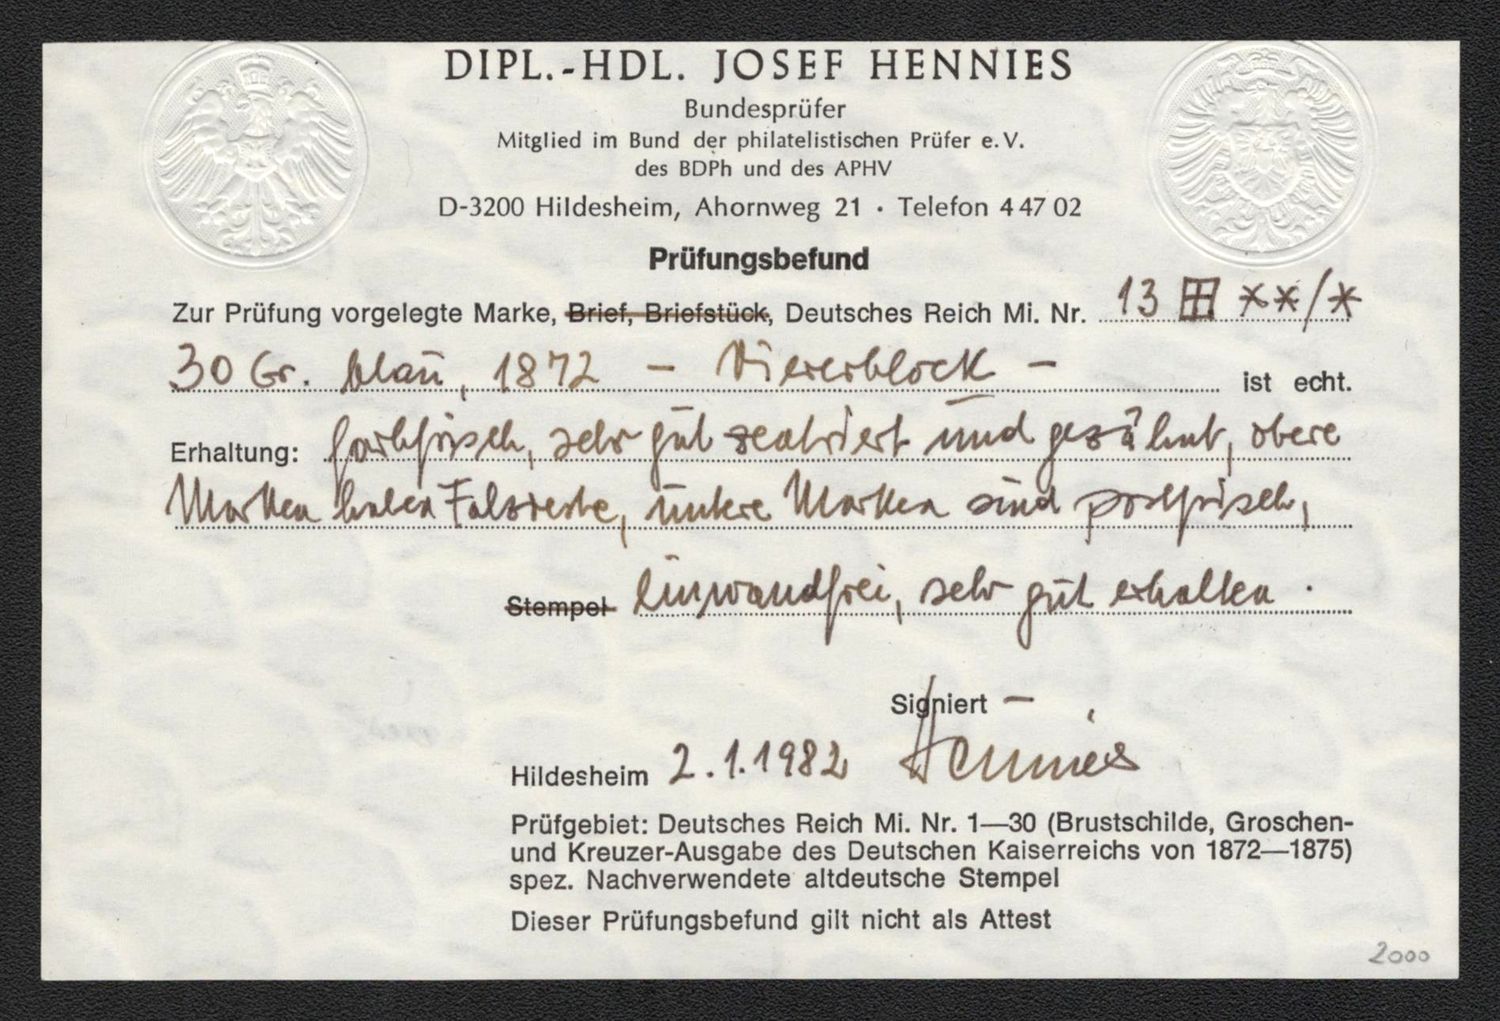 DIPL.-HDL. JOSEF HENNIES
Bundesprüfer
Mitglied im Bund der philatelistischen Prüfer e.V.
des BDPh und des APHV
D-3200 Hildesheim, Ahornweg 21 · Telefon 4 47 02
Prüfungsbefund
Zur Prüfung vorgelegte Marke, Brief, Briefstück, Deutsches Reich Mi. Nr. 13 ⊞ **/*
30 Gr. blau, 1872 – Viererblock – ist echt.
Erhaltung: farbfrisch, sehr gut zentriert und gezähnt, obere
Marken haben Falzreste, untere Marken sind postfrisch,
Stempel einwandfrei, sehr gut erhalten.
Signiert –
Hildesheim 2.1.1982 Hennies
Prüfgebiet: Deutsches Reich Mi. Nr. 1—30 (Brustschilde, Groschen-
und Kreuzer-Ausgabe des Deutschen Kaiserreichs von 1872—1875)
spez. Nachverwendete altdeutsche Stempel
Dieser Prüfungsbefund gilt nicht als Attest
2000